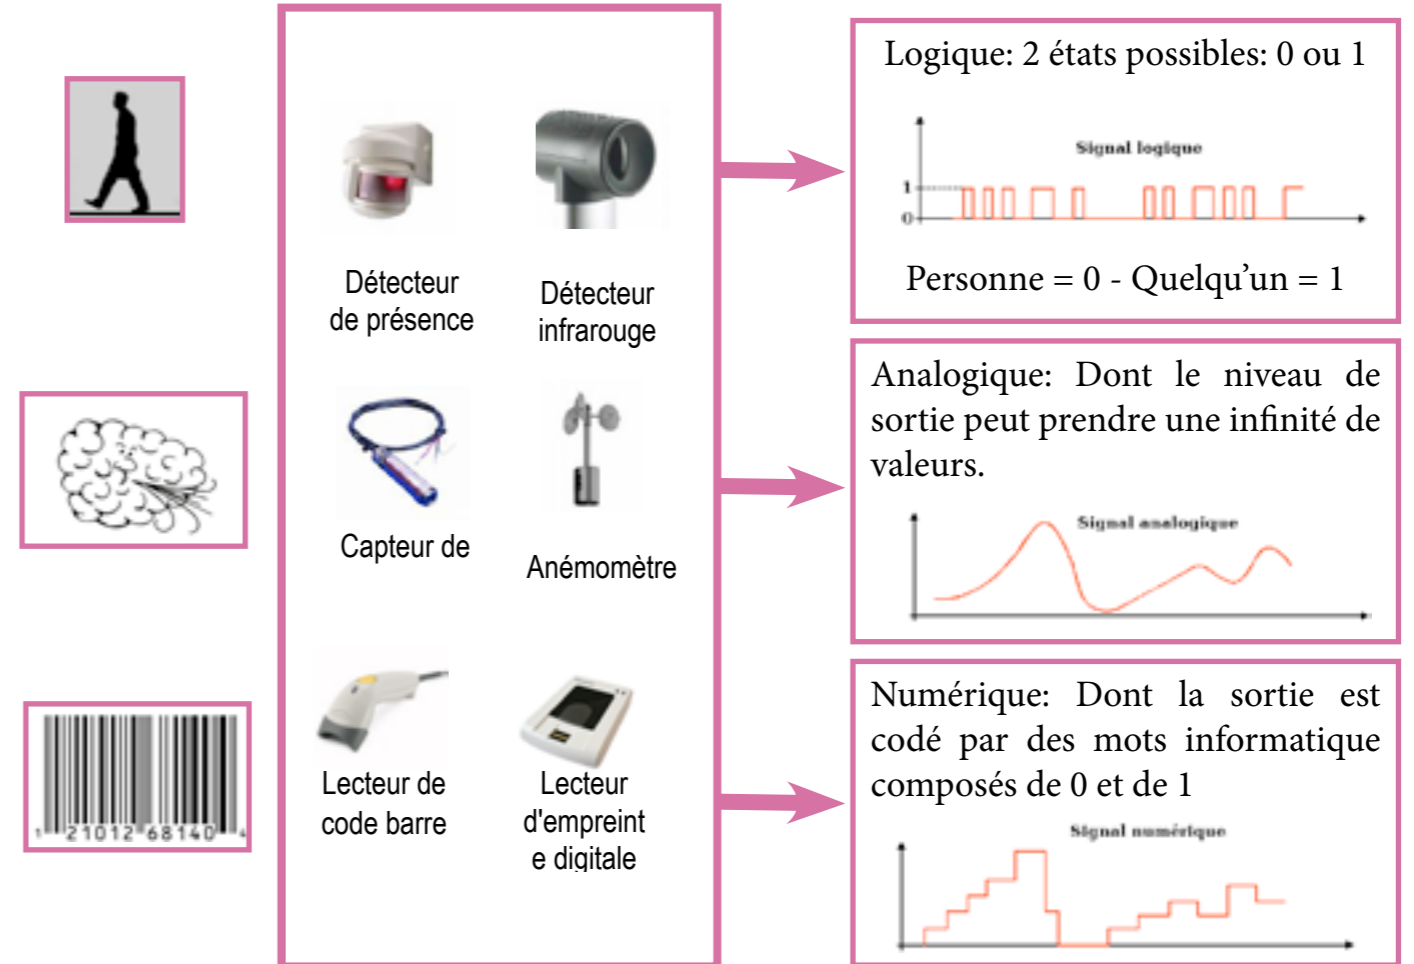 Logique: 2 états possibles: 0 ou 1
Signal logique
1
0
Personne = 0 - Quelqu’un = 1
Détecteur
de présence
Détecteur
infrarouge
Analogique: Dont le niveau de
sortie peut prendre une infinité de
valeurs.
Signal analogique
Capteur de
Anémomètre
Numérique: Dont la sortie est
codé par des mots informatique
composés de 0 et de 1
Signal numérique
Lecteur de
code barre
Lecteur
d'empreint
e digitale
1 21012 68140 4